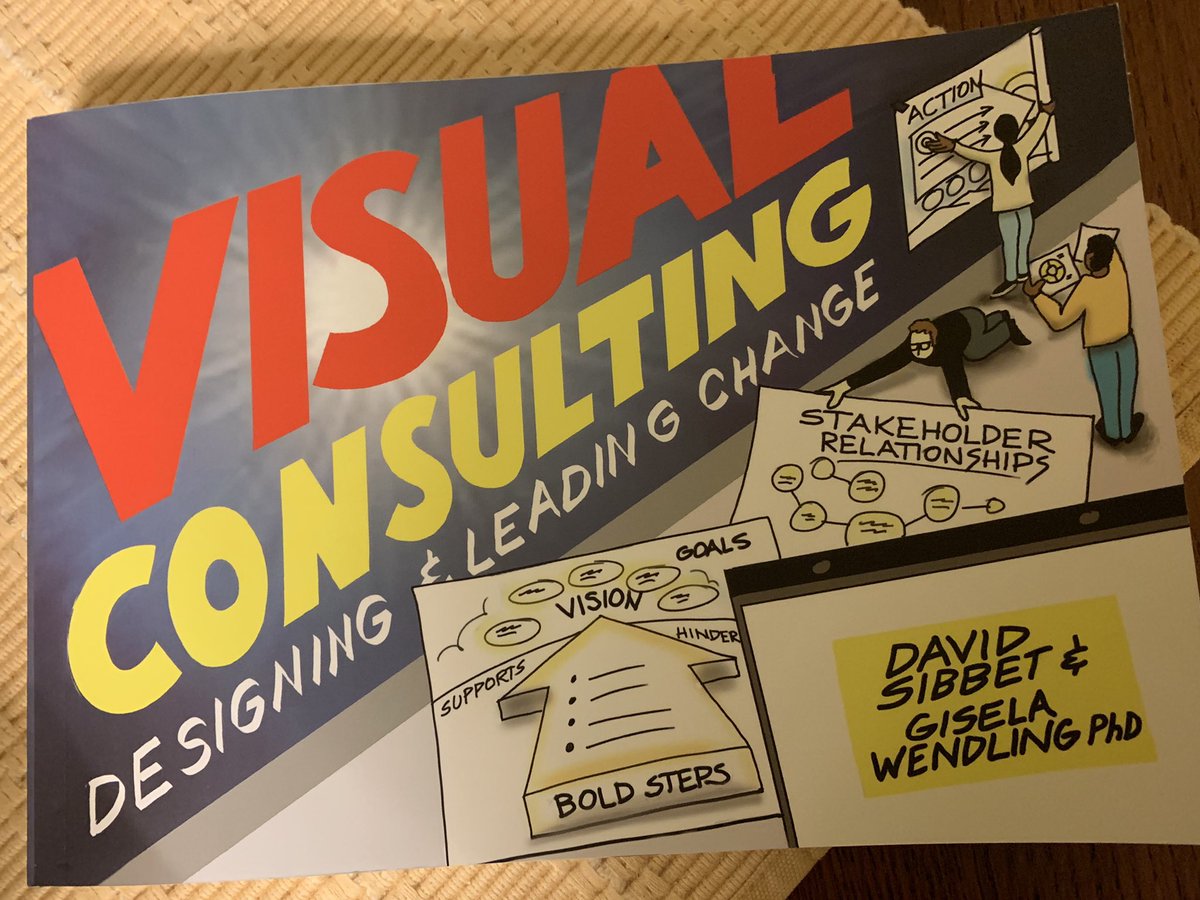 VISUAL
CONSULTING
DESIGNING & LEADING CHANGE
ACTION
STAKEHOLDER
RELATIONSHIPS
GOALS
VISION
HINDER
SUPPORTS
BOLD STEPS
DAVID
SIBBET &
GISELA
WENDLING PhD